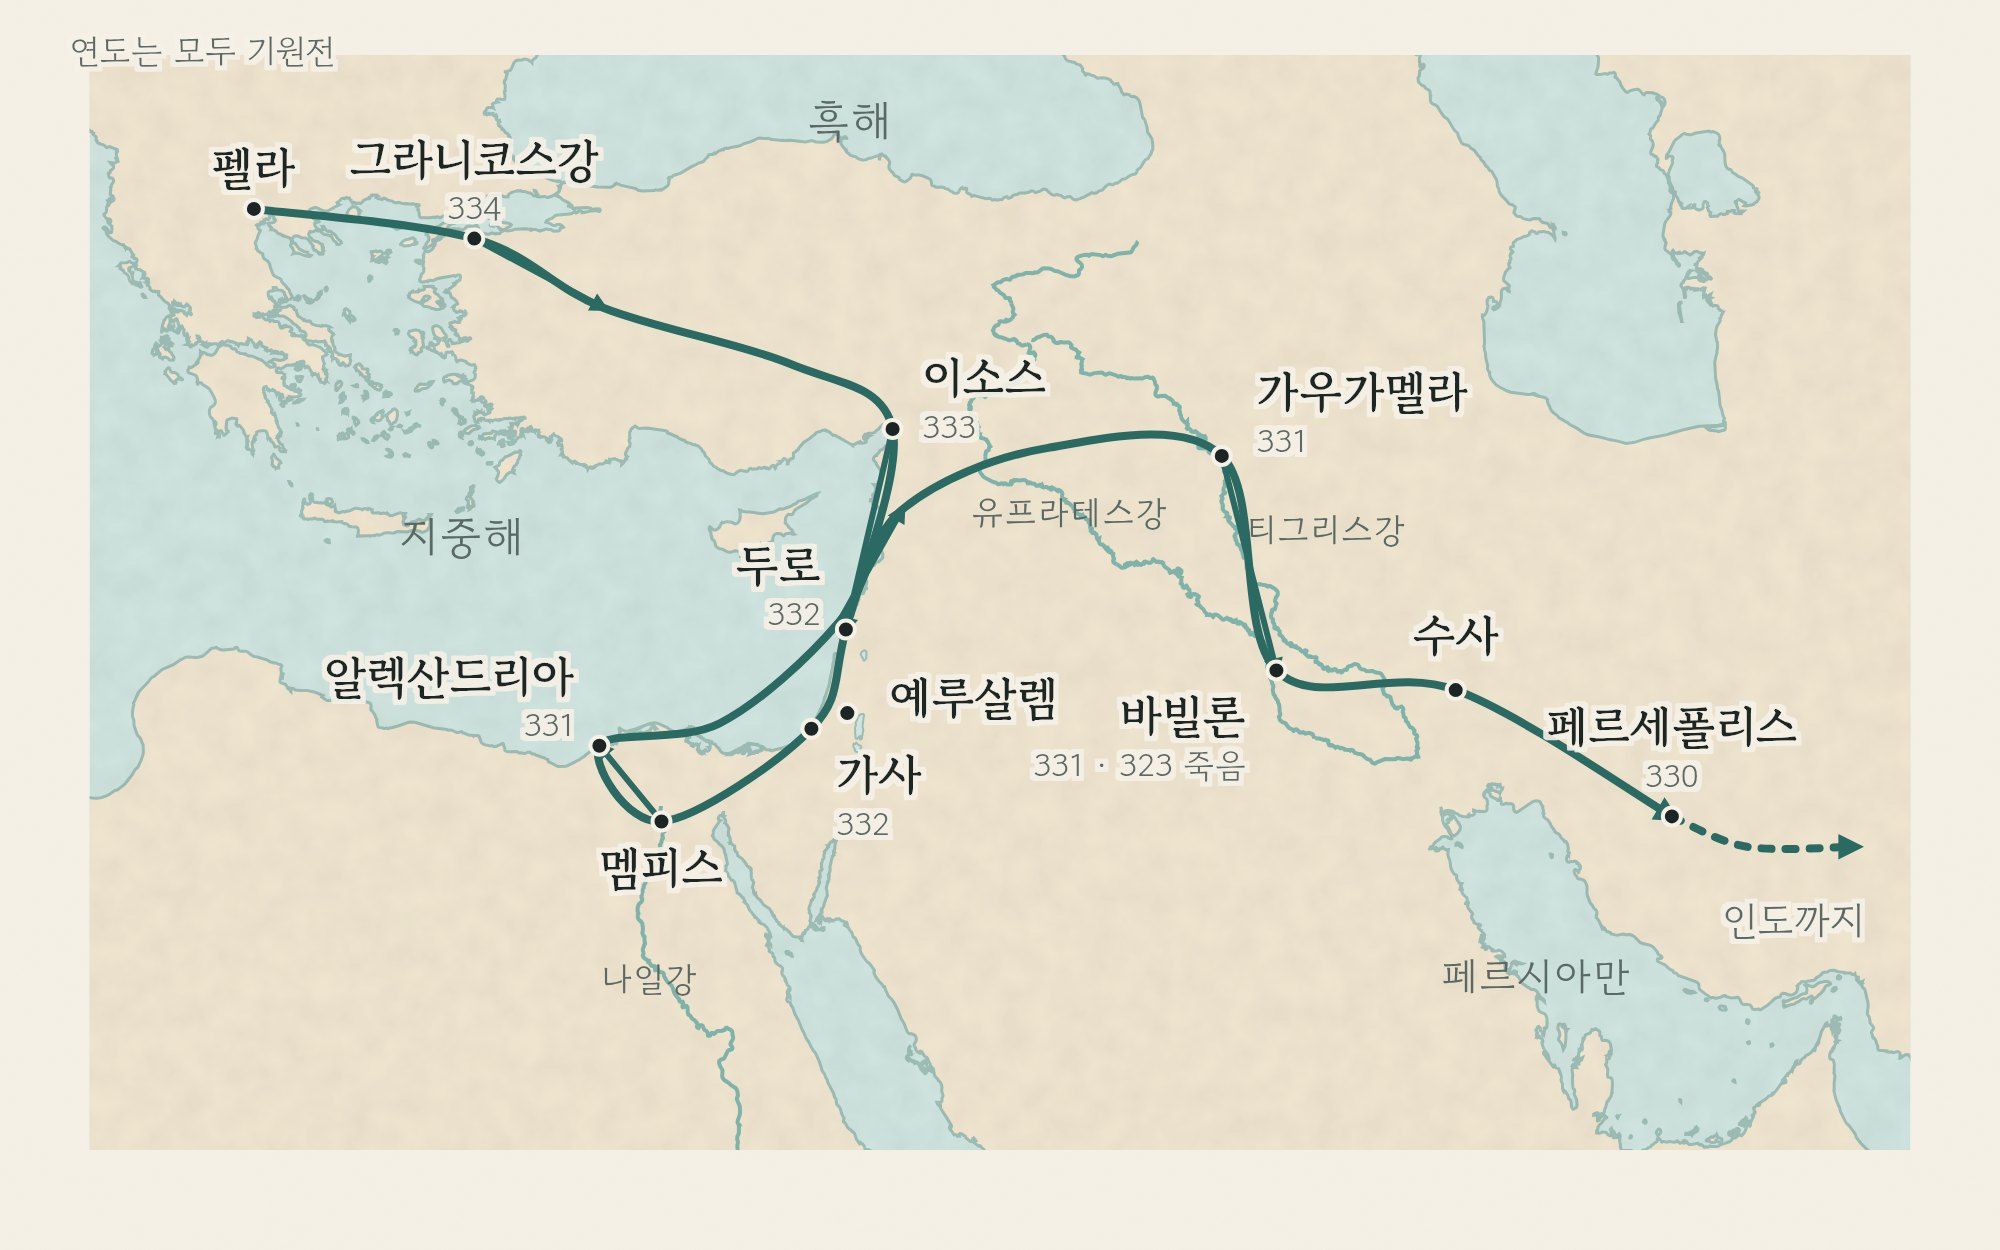 연도는 모두 기원전
흑해
펠라
그라니코스강
334
이소스
333
가우가멜라
331
유프라테스강
티그리스강
지중해
두로
332
알렉산드리아
331
예루살렘
수사
바빌론
331 · 323 죽음
페르세폴리스
330
가사
332
멤피스
인도까지
나일강
페르시아만